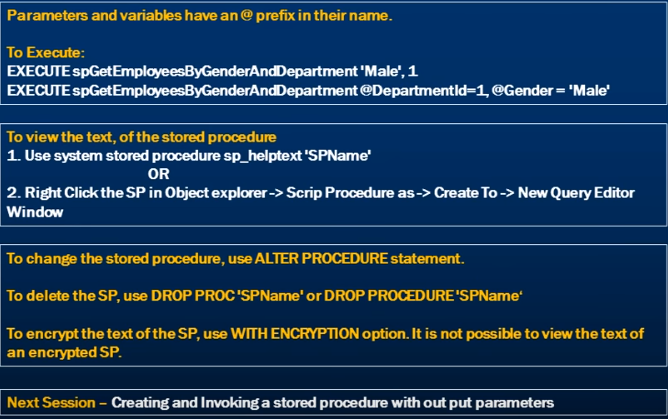 Parameters and variables have an @ prefix in their name.
To Execute:
EXECUTE spGetEmployeesByGenderAndDepartment 'Male', 1
EXECUTE spGetEmployeesByGenderAndDepartment @DepartmentId=1, @Gender = 'Male'
To view the text, of the stored procedure
1. Use system stored procedure sp_helptext 'SPName'
OR
2. Right Click the SP in Object explorer -> Scrip Procedure as -> Create To -> New Query Editor
Window
To change the stored procedure, use ALTER PROCEDURE statement.
To delete the SP, use DROP PROC 'SPName' or DROP PROCEDURE 'SPName‘
To encrypt the text of the SP, use WITH ENCRYPTION option. It is not possible to view the text of
an encrypted SP.
Next Session – Creating and Invoking a stored procedure with out put parameters